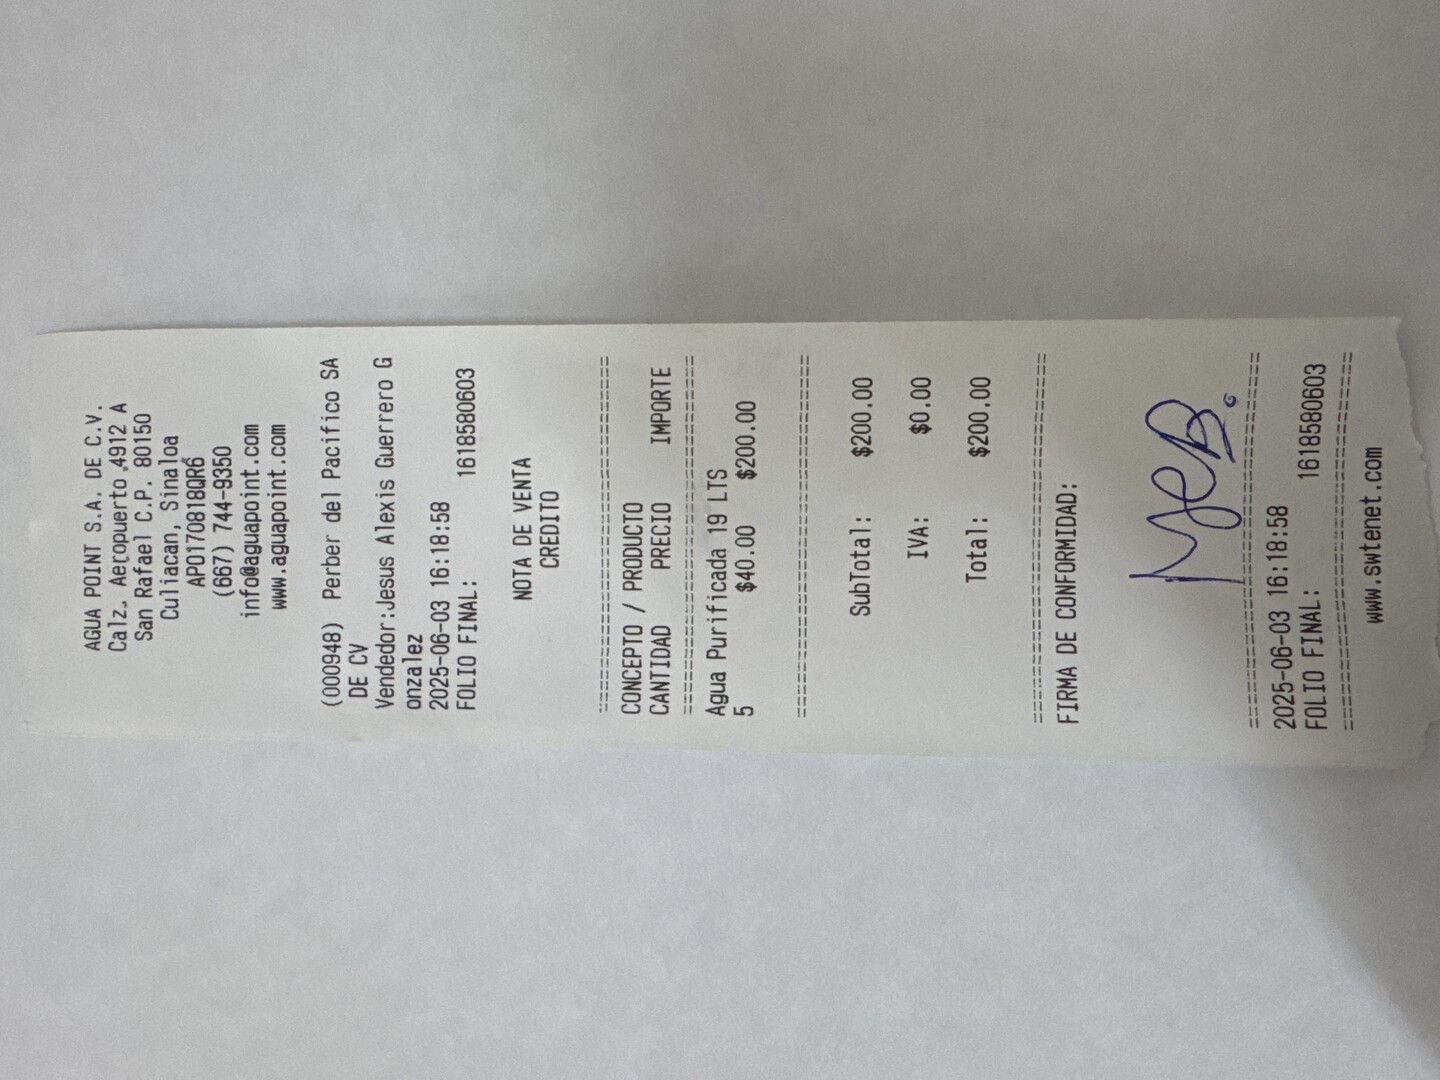 AGUA POINT S.A. DE C.V.
Calz. Aeropuerto ,4912 A
San Rafael C.P. 80150
Culiacan, Sinaloa
APO170818QR6
(667) 744-9350
info@aguapoint.com
www.aguapoint.com
(000948) Perber del Pacifico SA
DE CV
Vendedor:Jesus Alexis Guerrero G
onzalez
2025-06-03 16:18:58
FOLIO FINAL: 1618580603
NOTA DE VENTA
CREDITO
================================
CONCEPTO / PRODUCTO
CANTIDAD PRECIO IMPORTE
================================
Agua Purificada 19 LTS
5 $40.00 $200.00
================================
SubTotal: $200.00
IVA: $0.00
Total: $200.00
================================
FIRMA DE CONFORMIDAD:
================================
2025-06-03 16:18:58
FOLIO FINAL: 1618580603
================================
www.swtenet.com